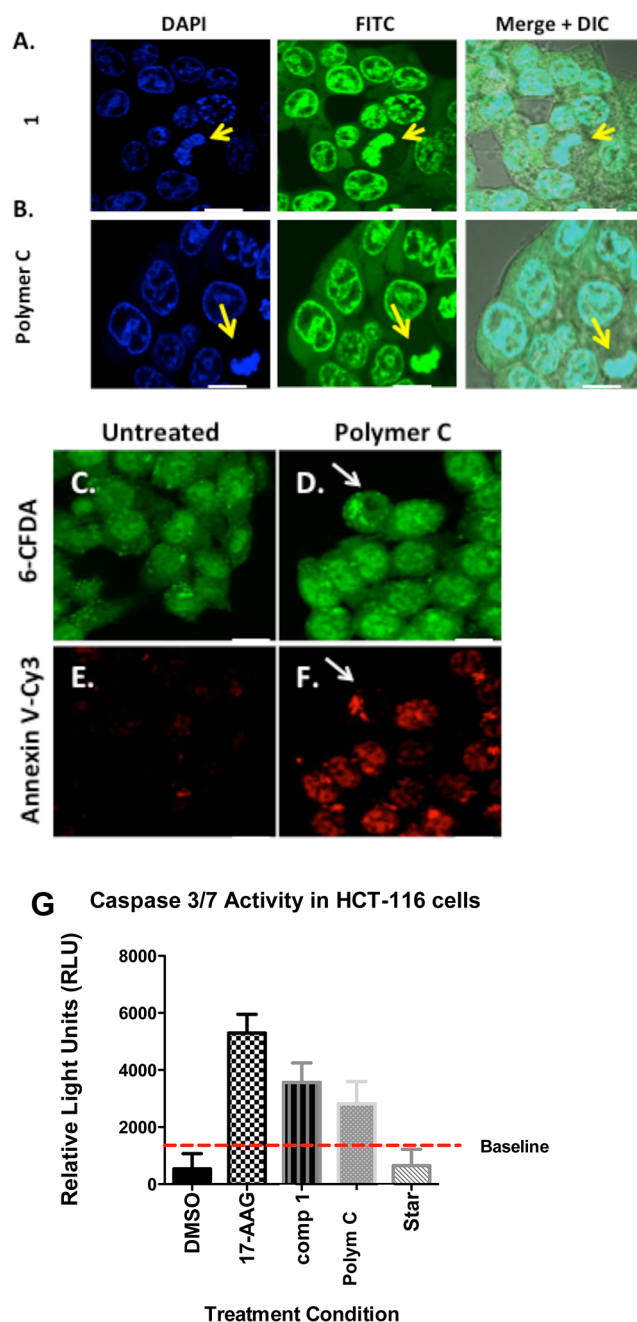 DAPI FITC Merge + DIC
A.
1
B.
Polymer C
Untreated Polymer C
C. D.
6-CFDA
E. F.
Annexin V-Cy3
G Caspase 3/7 Activity in HCT-116 cells
Relative Light Units (RLU)
8000
6000
4000
2000
0
Baseline
DMSO 17-AAG comp 1 Polym C Star
Treatment Condition